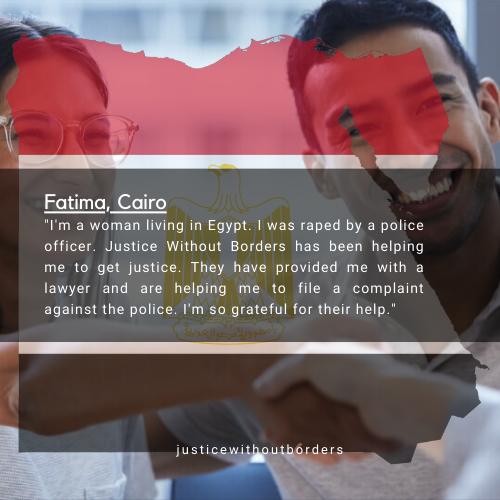 Fatima, Cairo
"I'm a woman living in Egypt. I was raped by a police
officer. Justice Without Borders has been helping
me to get justice. They have provided me with a
lawyer and are helping me to file a complaint
against the police. I'm so grateful for their help."
justicewithoutborders